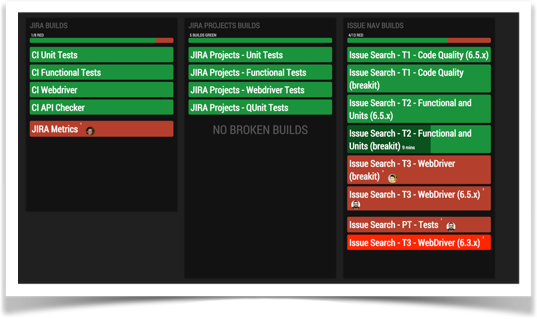 JIRA BUILDS
1/8 RED
CI Unit Tests
CI Functional Tests
CI Webdriver
CI API Checker
JIRA Metrics
JIRA PROJECTS BUILDS
5 BUILDS GREEN
JIRA Projects - Unit Tests
JIRA Projects - Functional Tests
JIRA Projects - Webdriver Tests
JIRA Projects - QUnit Tests
NO BROKEN BUILDS
ISSUE NAV BUILDS
4/13 RED
Issue Search - T1 - Code Quality (6.5.x)
Issue Search - T1 - Code Quality
(breakit)
Issue Search - T2 - Functional and
Units (6.5.x)
Issue Search - T2 - Functional and
Units (breakit) 9 mins
Issue Search - T3 - WebDriver
(breakit)
Issue Search - T3 - WebDriver (6.5.x)
Issue Search - PT - Tests
Issue Search - T3 - WebDriver (6.3.x)